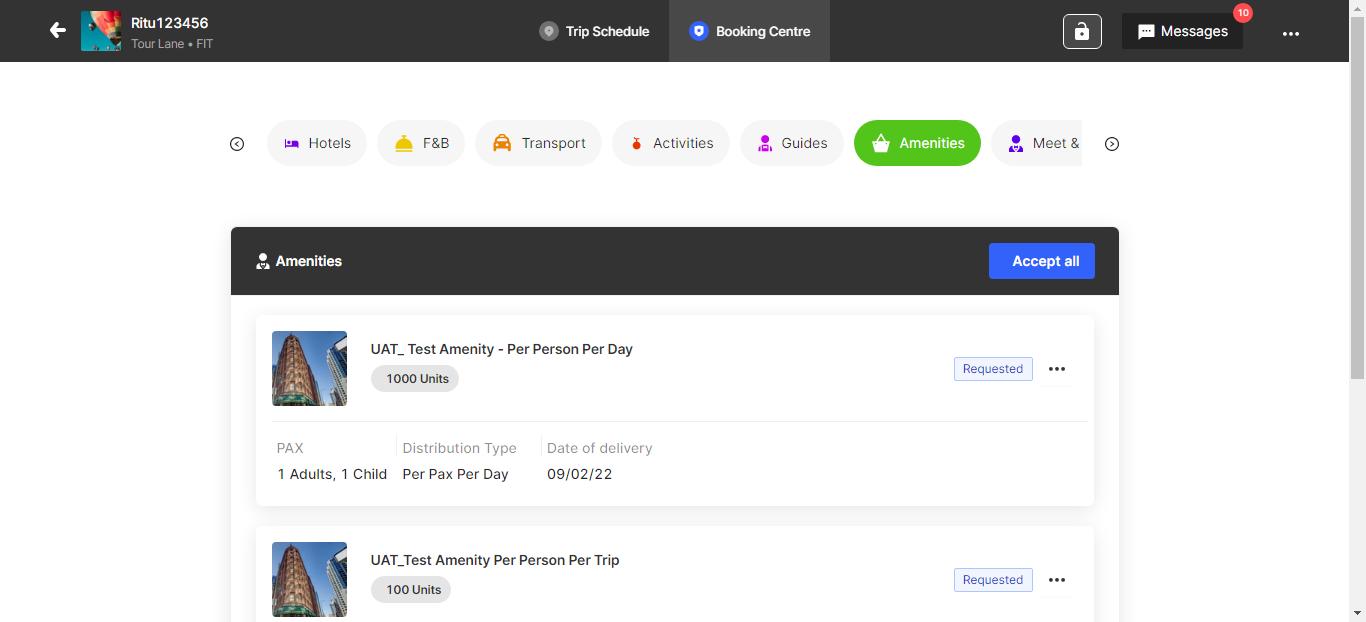 Ritu123456
Tour Lane • FIT
Trip Schedule
Booking Centre
Messages
10
Hotels
F&B
Transport
Activities
Guides
Amenities
Meet &
Amenities
Accept all
UAT_ Test Amenity - Per Person Per Day
1000 Units
Requested
PAX
Distribution Type
Date of delivery
1 Adults, 1 Child
Per Pax Per Day
09/02/22
UAT_Test Amenity Per Person Per Trip
100 Units
Requested